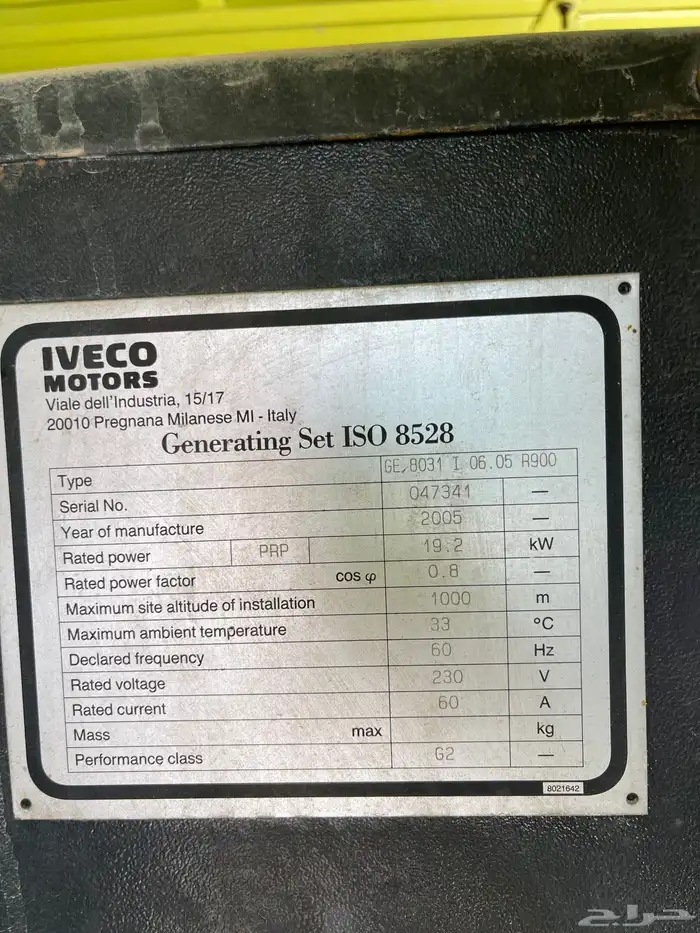 IVECO
MOTORS
Viale dell'Industria, 15/17
20010 Pregnana Milanese MI - Italy
Generating Set ISO 8528
Type GE,8031 I 06.05 R900
Serial No. 047341 —
Year of manufacture 2005 —
Rated power PRP 19.2 kW
Rated power factor cos φ 0.8 —
Maximum site altitude of installation 1000 m
Maximum ambient temperature 33 °C
Declared frequency 60 Hz
Rated voltage 230 V
Rated current 60 A
Mass max kg
Performance class G2 —
8021642
حراج